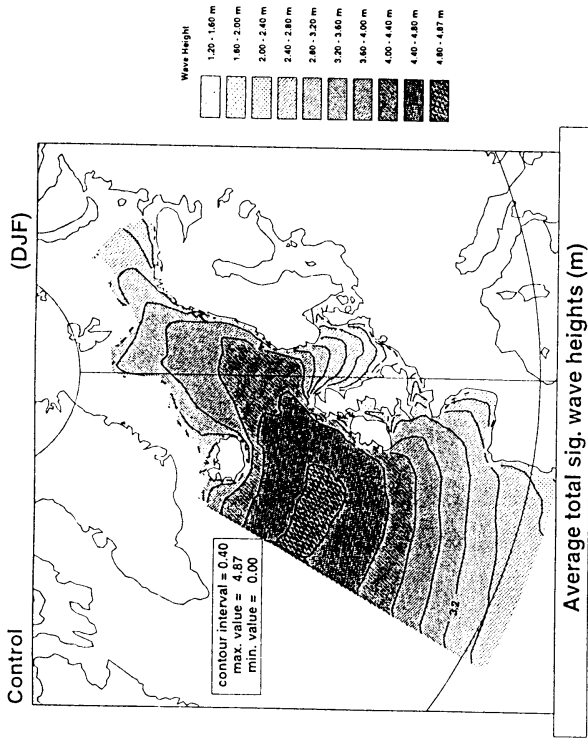 Control (DJF)
contour interval = 0.40
max. value = 4.87
min. value = 0.00
3.2
Average total sig. wave heights (m)
Wave Height
1.20 - 1.60 m
1.60 - 2.00 m
2.00 - 2.40 m
2.40 - 2.80 m
2.80 - 3.20 m
3.20 - 3.60 m
3.60 - 4.00 m
4.00 - 4.40 m
4.40 - 4.80 m
4.80 - 4.87 m